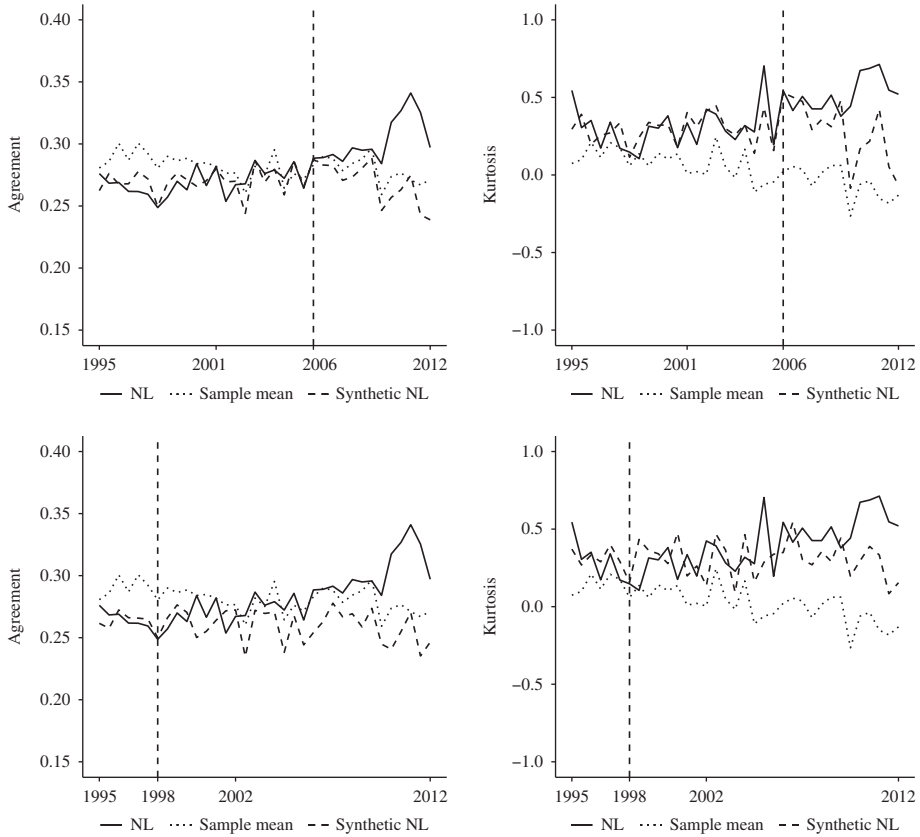 0.40
0.35
0.30
0.25
0.20
0.15
Agreement
1995
2001
2006
2012
NL
Sample mean
Synthetic NL
1.0
0.5
0.0
−0.5
−1.0
Kurtosis
1995
2001
2006
2012
NL
Sample mean
Synthetic NL
0.40
0.35
0.30
0.25
0.20
0.15
Agreement
1995
1998
2002
2012
NL
Sample mean
Synthetic NL
1.0
0.5
0.0
−0.5
−1.0
Kurtosis
1995
1998
2002
2012
NL
Sample mean
Synthetic NL